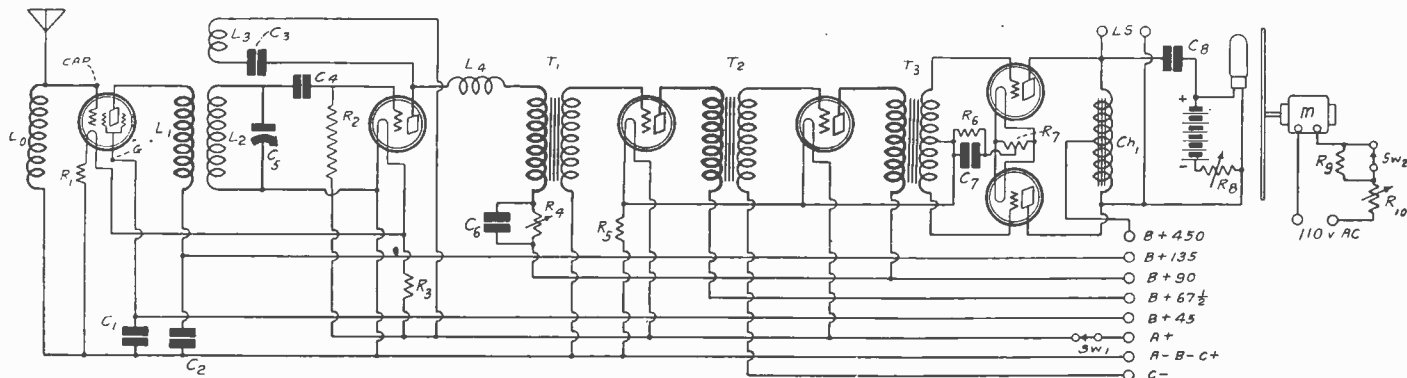 CAP
L0
R1
G
L1
C1
C2
L3
C3
C4
L2
C5
R2
R3
L4
T1
C6
R4
R5
T2
T3
R6
R7
C7
LS
Ch1
C8
+
-
R8
m
R9
SW2
R10
110 V AC
B+450
B+135
B+90
B+67½
B+45
SW1
A+
A-B-C+
C-